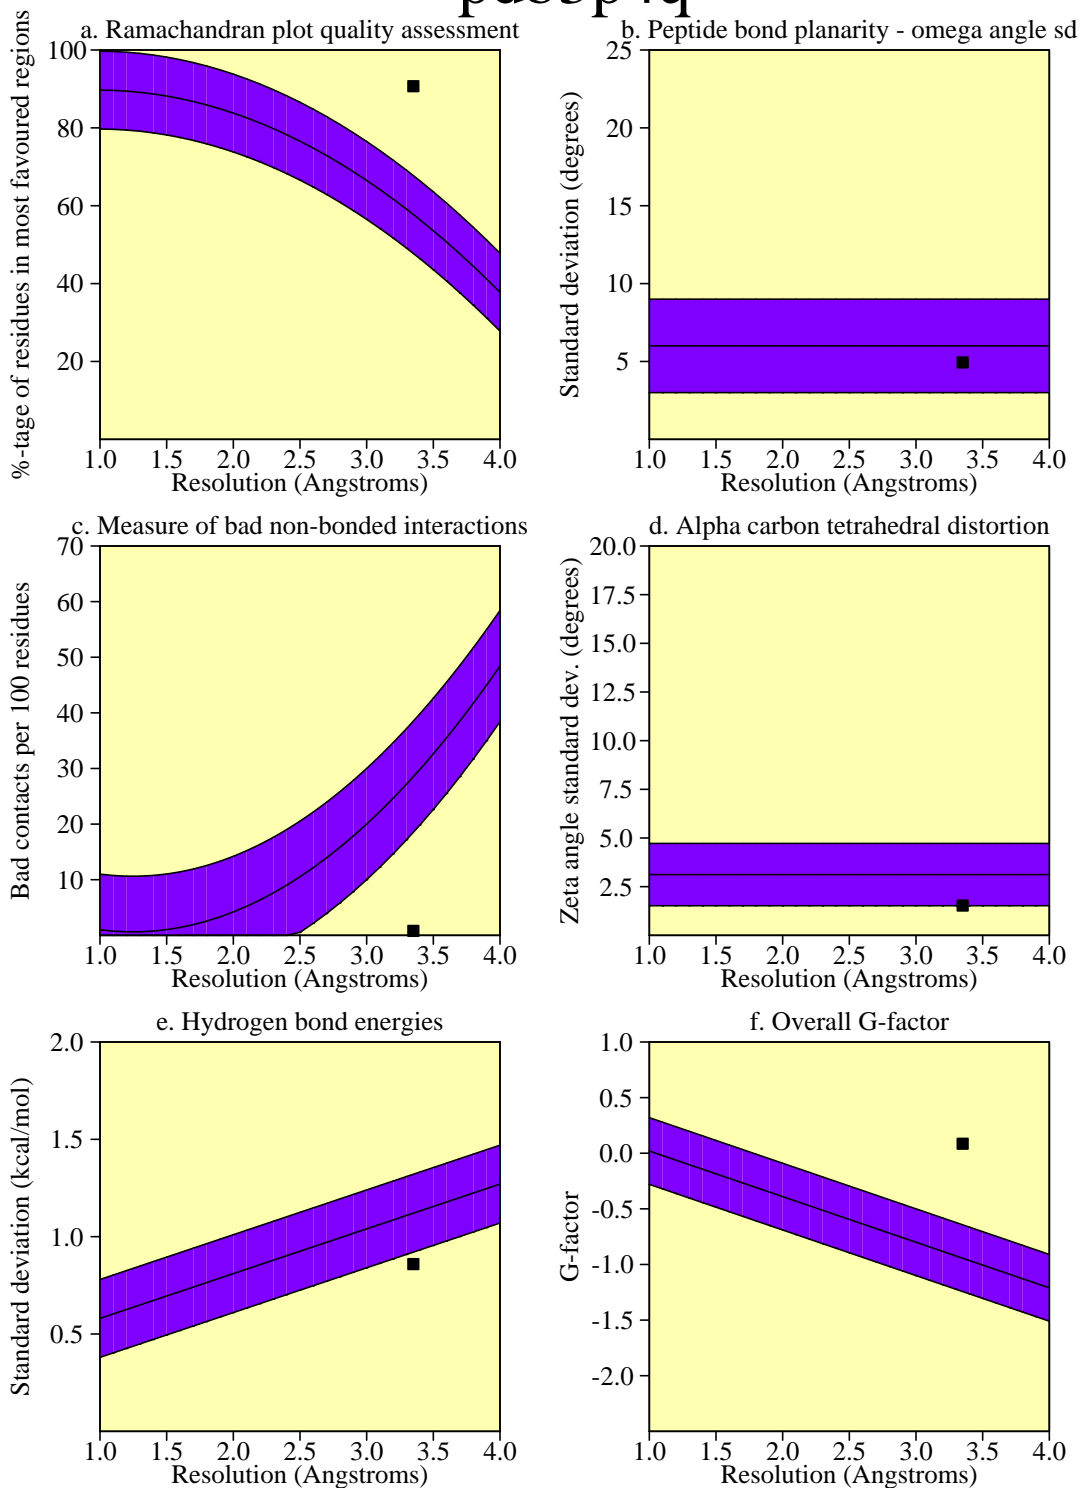 a. Ramachandran plot quality assessment
%-tage of residues in most favoured regions
100
80
60
40
20
1.0 1.5 2.0 2.5 3.0 3.5 4.0
Resolution (Angstroms)
b. Peptide bond planarity - omega angle sd
Standard deviation (degrees)
25
20
15
10
5
1.0 1.5 2.0 2.5 3.0 3.5 4.0
Resolution (Angstroms)
c. Measure of bad non-bonded interactions
Bad contacts per 100 residues
70
60
50
40
30
20
10
1.0 1.5 2.0 2.5 3.0 3.5 4.0
Resolution (Angstroms)
d. Alpha carbon tetrahedral distortion
Zeta angle standard dev. (degrees)
20.0
17.5
15.0
12.5
10.0
7.5
5.0
2.5
1.0 1.5 2.0 2.5 3.0 3.5 4.0
Resolution (Angstroms)
e. Hydrogen bond energies
Standard deviation (kcal/mol)
2.0
1.5
1.0
0.5
1.0 1.5 2.0 2.5 3.0 3.5 4.0
Resolution (Angstroms)
f. Overall G-factor
G-factor
1.0
0.5
0.0
-0.5
-1.0
-1.5
-2.0
1.0 1.5 2.0 2.5 3.0 3.5 4.0
Resolution (Angstroms)